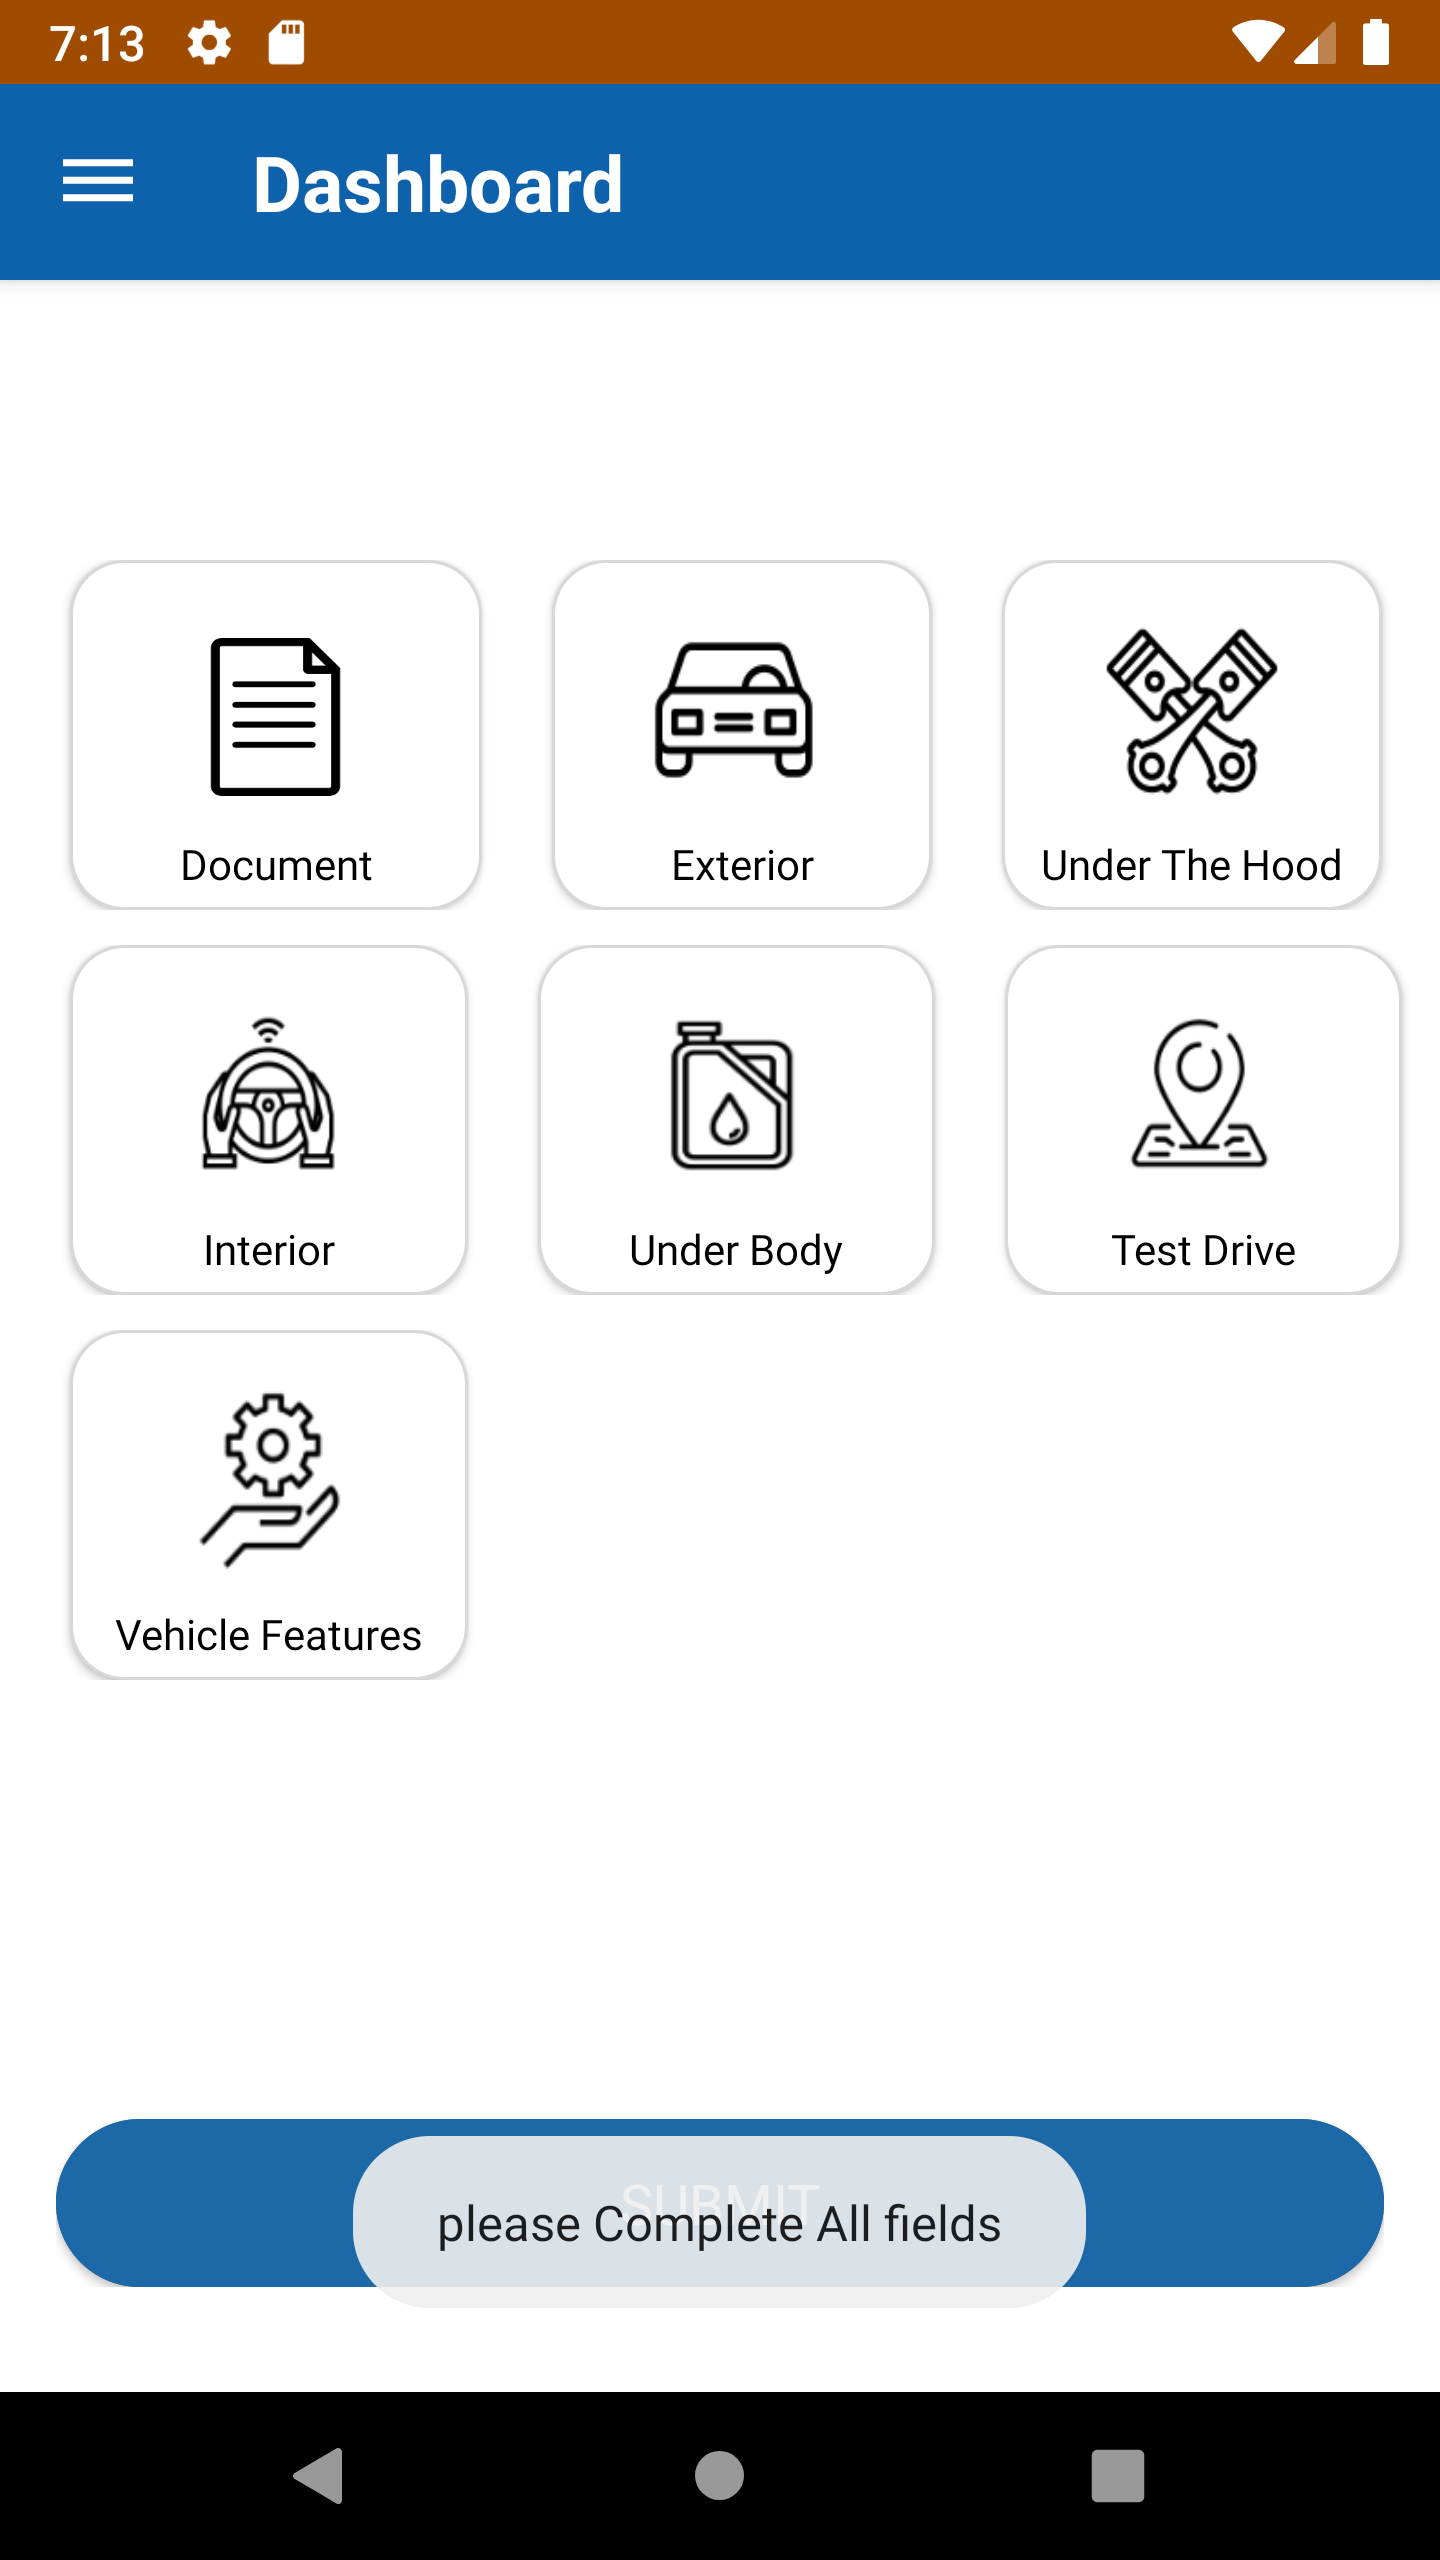 7:13
Dashboard
Document
Exterior
Under The Hood
Interior
Under Body
Test Drive
Vehicle Features
SUBMIT
please Complete All fields